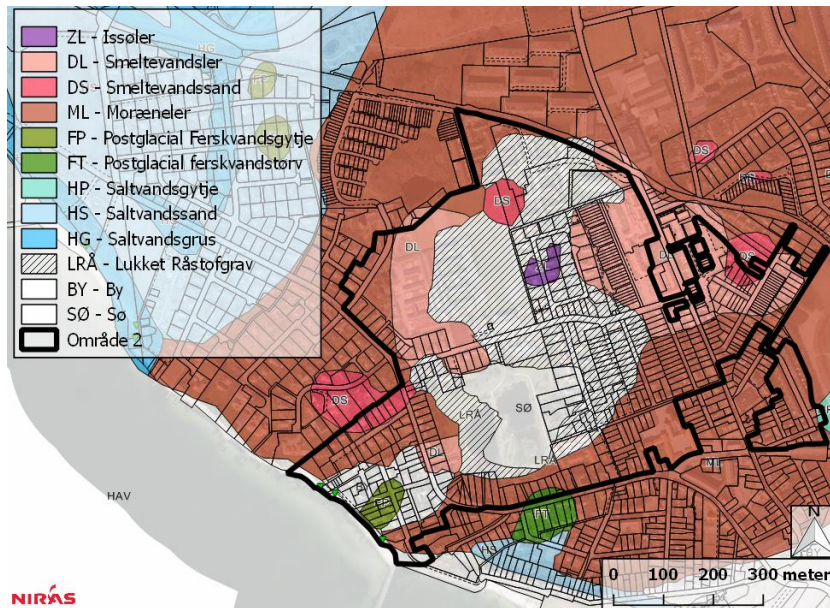 ZL - Issøler
DL - Smeltevandsler
DS - Smeltevandssand
ML - Moræneler
FP - Postglacial Ferskvandsgytje
FT - Postglacial ferskvandstørv
HP - Saltvandsgytje
HS - Saltvandssand
HG - Saltvandsgrus
LRÅ - Lukket Råstofgrav
BY - By
SØ - Sø
Område 2
HG
FT
DS
DS
DS
DL
DS
DS
LRÅ
SØ
LRÅ
DL
FP
FT
ML
HS
HAV
N
0 100 200 300 meter
NIRAS